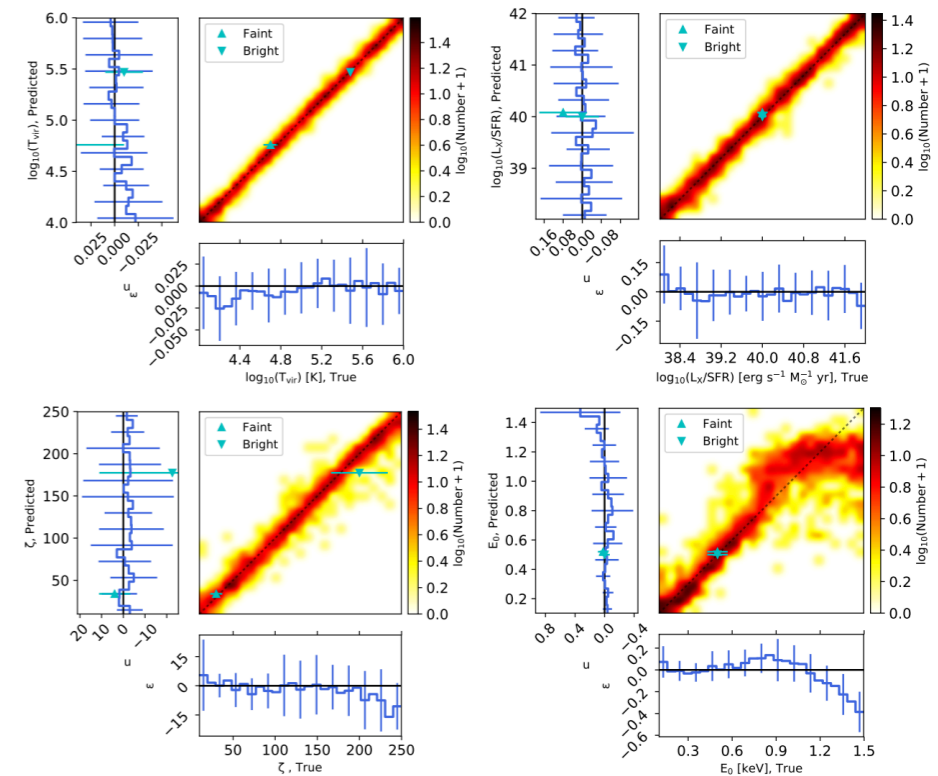 6.0
5.5
5.0
4.5
4.0
log₁₀(T_vir), Predicted
0.025
0.000
−0.025
u
Faint
Bright
1.4
1.2
1.0
0.8
0.6
0.4
0.2
0.0
log₁₀(Number+1)
ε
0.025
0.000
−0.025
−0.050
4.4 4.8 5.2 5.6 6.0
log₁₀(T_vir) [K], True
42
41
40
39
log₁₀(L_X/SFR), Predicted
0.16
0.08
0.00
−0.08
u
Faint
Bright
1.4
1.2
1.0
0.8
0.6
0.4
0.2
0.0
log₁₀(Number+1)
ε
0.15
0.00
−0.15
38.4 39.2 40.0 40.8 41.6
log₁₀(L_X/SFR) [erg s⁻¹ M_⊙⁻¹ yr], True
250
200
150
100
50
ζ, Predicted
20
10
0
−10
u
Faint
Bright
1.4
1.2
1.0
0.8
0.6
0.4
0.2
0.0
log₁₀(Number+1)
ε
15
0
−15
50 100 150 200 250
ζ , True
1.4
1.2
1.0
0.8
0.6
0.4
0.2
E₀, Predicted
0.8
0.4
0.0
−0.4
u
Faint
Bright
1.2
1.0
0.8
0.6
0.4
0.2
0.0
log₁₀(Number+1)
ε
0.2
0.0
−0.2
−0.4
−0.6
0.3 0.6 0.9 1.2 1.5
E₀ [keV], True